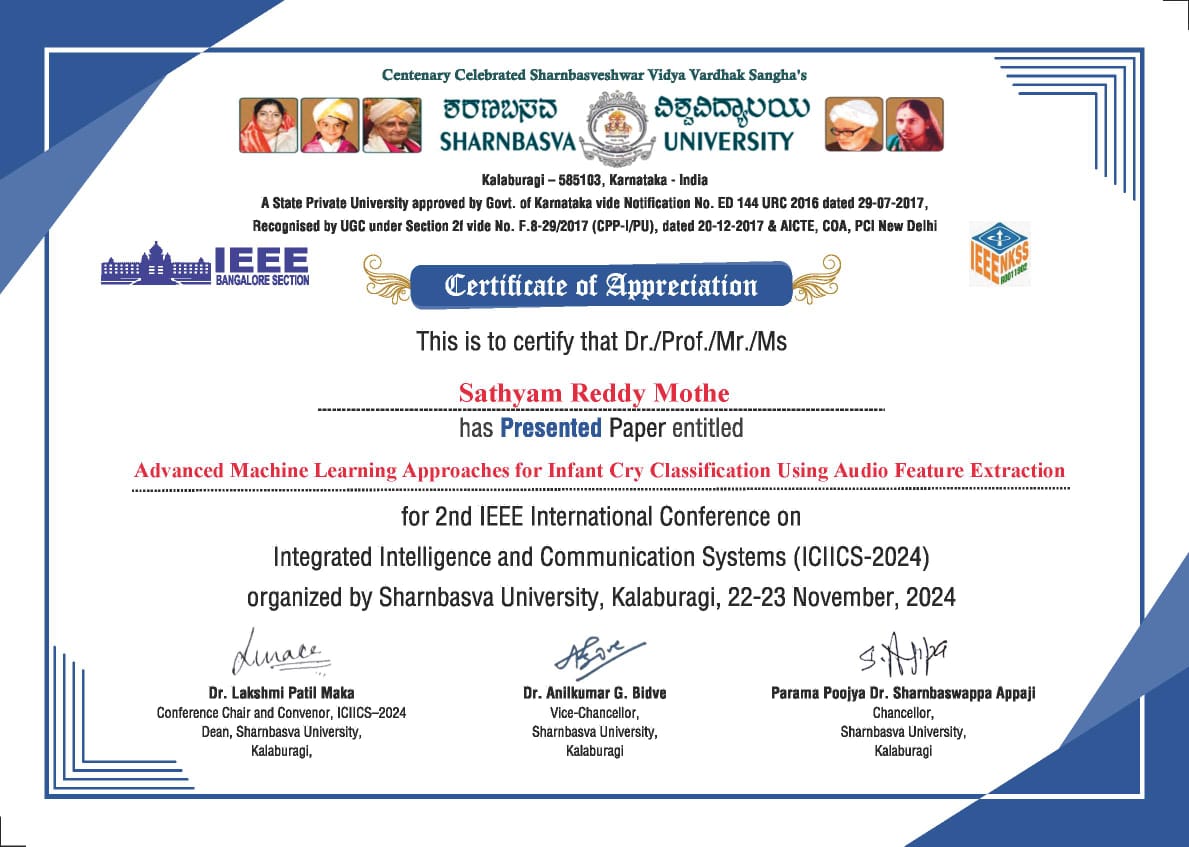 Centenary Celebrated Sharnbasveshwar Vidya Vardhak Sangha's
ಶರಣಬಸವ ವಿಶ್ವವಿದ್ಯಾಲಯ
SHARNBASVA UNIVERSITY
Kalaburagi – 585103, Karnataka - India
A State Private University approved by Govt. of Karnataka vide Notification No. ED 144 URC 2016 dated 29-07-2017,
Recognised by UGC under Section 2f vide No. F.8-29/2017 (CPP-I/PU), dated 20-12-2017 & AICTE, COA, PCI New Delhi
IEEE
BANGALORE SECTION
IEEENKSS
Certificate of Appreciation
This is to certify that Dr./Prof./Mr./Ms
Sathyam Reddy Mothe
has Presented Paper entitled
Advanced Machine Learning Approaches for Infant Cry Classification Using Audio Feature Extraction
for 2nd IEEE International Conference on
Integrated Intelligence and Communication Systems (ICIICS-2024)
organized by Sharnbasva University, Kalaburagi, 22-23 November, 2024
Dr. Lakshmi Patil Maka
Conference Chair and Convenor, ICIICS–2024
Dean, Sharnbasva University,
Kalaburagi,
Dr. Anilkumar G. Bidve
Vice-Chancellor,
Sharnbasva University,
Kalaburagi
Parama Poojya Dr. Sharnbaswappa Appaji
Chancellor,
Sharnbasva University,
Kalaburagi